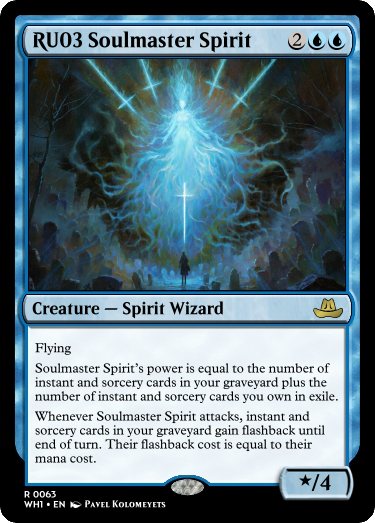 RU03 Soulmaster Spirit 2
Creature — Spirit Wizard
Flying
Soulmaster Spirit's power is equal to the number of
instant and sorcery cards in your graveyard plus the
number of instant and sorcery cards you own in exile.
Whenever Soulmaster Spirit attacks, instant and
sorcery cards in your graveyard gain flashback until
end of turn. Their flashback cost is equal to their
mana cost.
★/4
R 0063
WH1 • EN Pavel Kolomeyets